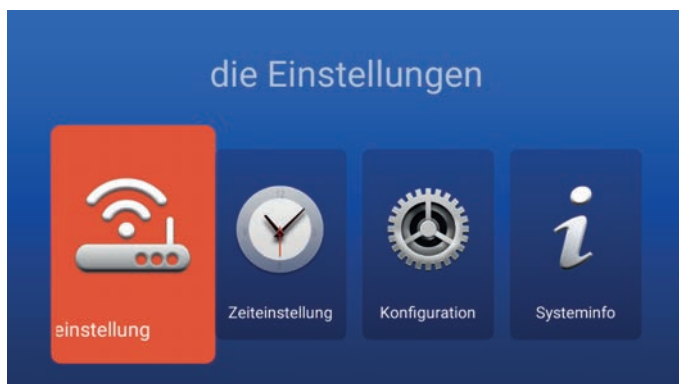 die Einstellungen
einstellung
Zeiteinstellung
Konfiguration
Systeminfo